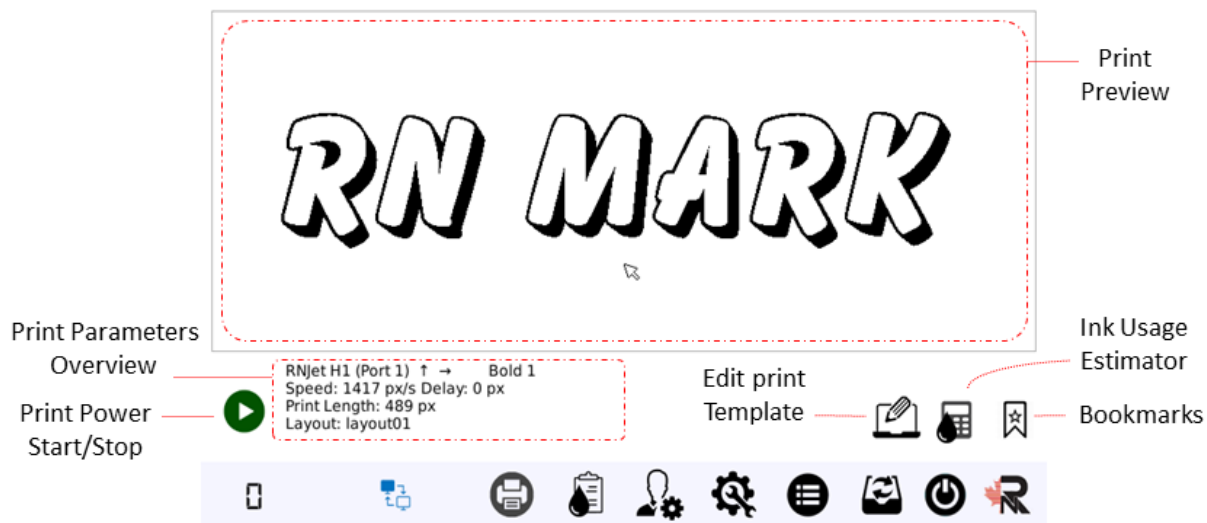 Print
Preview
RN MARK
Print Parameters
Overview
RNJet H1 (Port 1) ↑ → Bold 1
Speed: 1417 px/s Delay: 0 px
Print Length: 489 px
Layout: layout01
Print Power
Start/Stop
Edit print
Template
Ink Usage
Estimator
Bookmarks
0
R